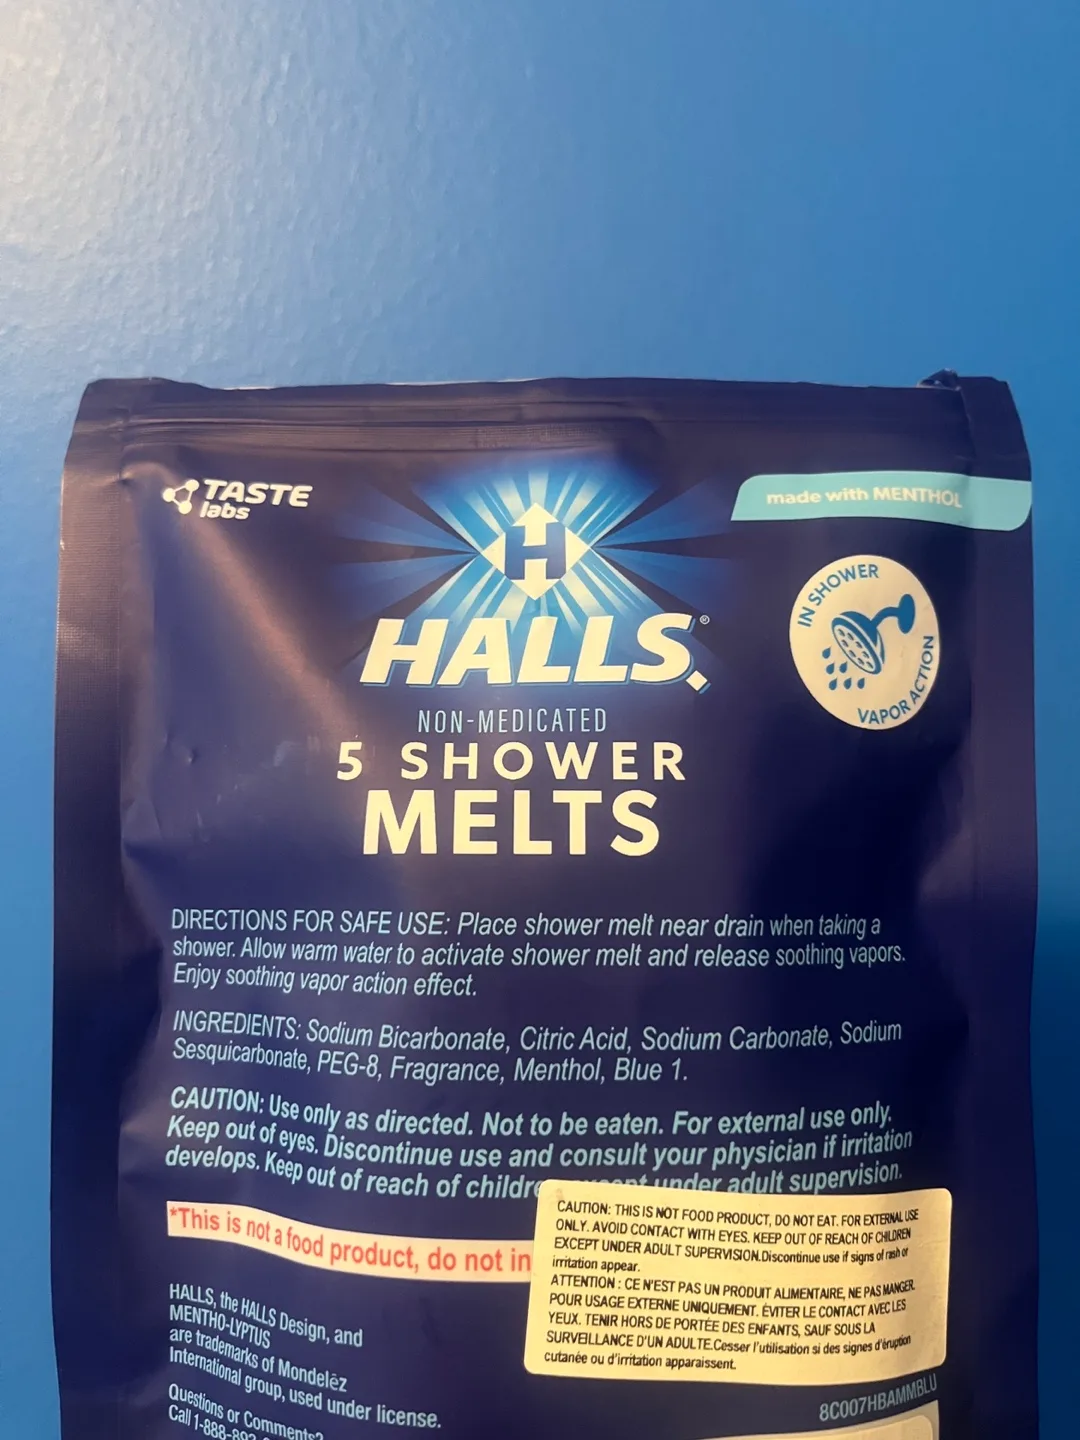 TASTE
labs
made with MENTHOL
H
HALLS®
IN SHOWER
VAPOR ACTION
NON-MEDICATED
5 SHOWER
MELTS
DIRECTIONS FOR SAFE USE: Place shower melt near drain when taking a
shower. Allow warm water to activate shower melt and release soothing vapors.
Enjoy soothing vapor action effect.
INGREDIENTS: Sodium Bicarbonate, Citric Acid, Sodium Carbonate, Sodium
Sesquicarbonate, PEG-8, Fragrance, Menthol, Blue 1.
CAUTION: Use only as directed. Not to be eaten. For external use only.
Keep out of eyes. Discontinue use and consult your physician if irritation
develops. Keep out of reach of childre except under adult supervision.
*This is not a food product, do not in
CAUTION: THIS IS NOT FOOD PRODUCT, DO NOT EAT. FOR EXTERNAL USE
ONLY. AVOID CONTACT WITH EYES. KEEP OUT OF REACH OF CHILDREN
EXCEPT UNDER ADULT SUPERVISION.Discontinue use if signs of rash or
irritation appear.
ATTENTION : CE N'EST PAS UN PRODUIT ALIMENTAIRE, NE PAS MANGER.
POUR USAGE EXTERNE UNIQUEMENT. ÉVITER LE CONTACT AVEC LES
YEUX. TENIR HORS DE PORTÉE DES ENFANTS, SAUF SOUS LA
SURVEILLANCE D'UN ADULTE.Cesser l'utilisation si des signes d'éruption
cutanée ou d'irritation apparaissent.
HALLS, the HALLS Design, and
MENTHO-LYPTUS
are trademarks of Mondelēz
International group, used under license.
Questions or Comments?
Call 1-888-892-
8C007HBAMMBLU